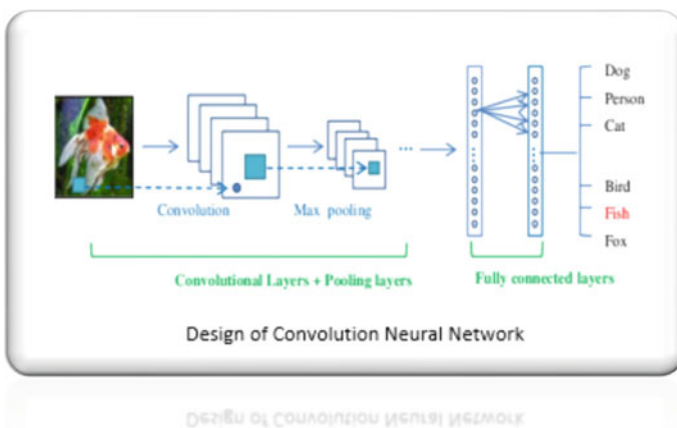 Dog
Person
Cat
Bird
Fish
Fox
Convolution
Max pooling
Convolutional Layers + Pooling layers
Fully connected layers
Design of Convolution Neural Network